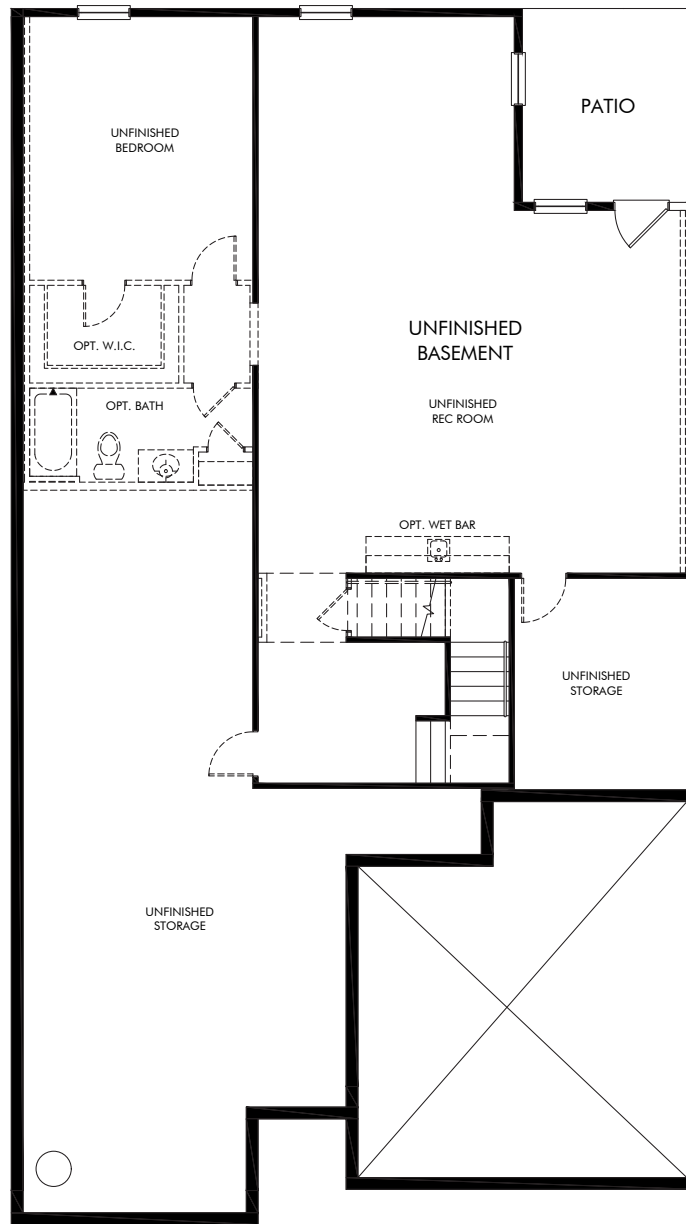 PATIO
UNFINISHED
BEDROOM
UNFINISHED
BASEMENT
OPT. W.I.C.
OPT. BATH
UNFINISHED
REC ROOM
OPT. WET BAR
UNFINISHED
STORAGE
UNFINISHED
STORAGE